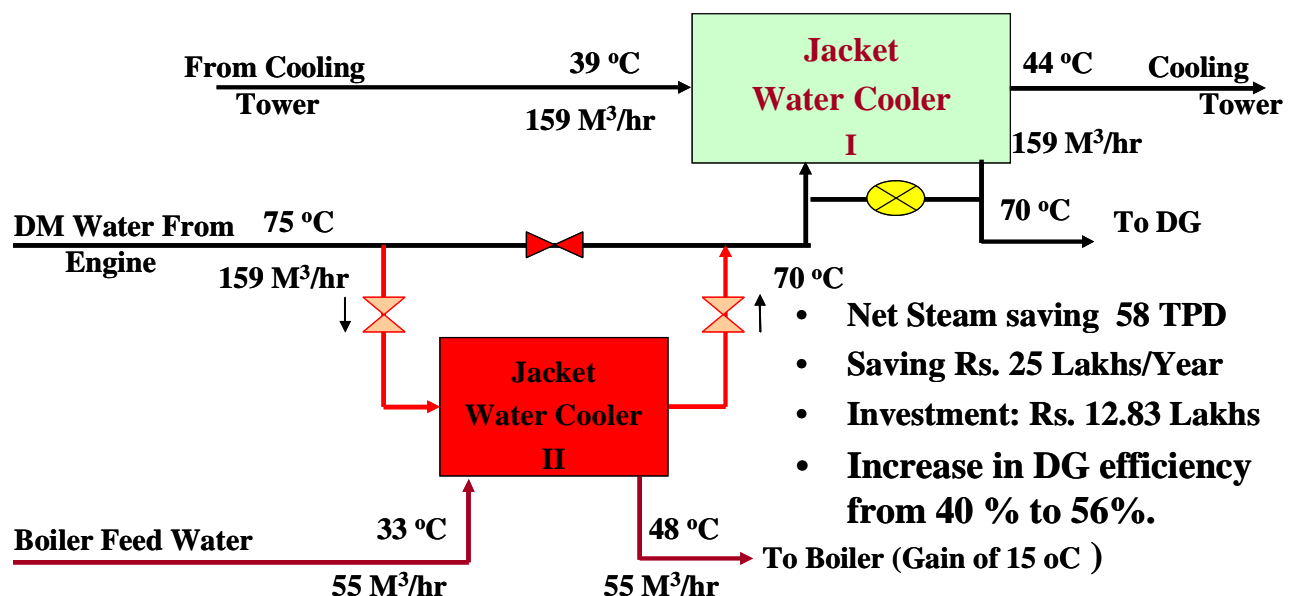 Jacket
Water Cooler
I
From Cooling
Tower
39 ºC
159 M³/hr
44 ºC
Cooling
Tower
159 M³/hr
70 ºC
To DG
DM Water From
Engine
75 ºC
159 M³/hr
70 ºC
Jacket
Water Cooler
II
• Net Steam saving 58 TPD
• Saving Rs. 25 Lakhs/Year
• Investment: Rs. 12.83 Lakhs
• Increase in DG efficiency
from 40 % to 56%.
Boiler Feed Water
33 ºC
55 M³/hr
48 ºC
55 M³/hr
To Boiler (Gain of 15 oC )